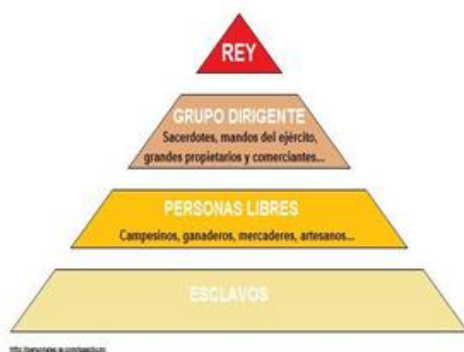 REY
GRUPO DIRIGENTE
Sacerdotes, mandos del ejército,
grandes propietarios y comerciantes...
PERSONAS LIBRES
Campesinos, ganaderos, mercaderes, artesanos...
ESCLAVOS